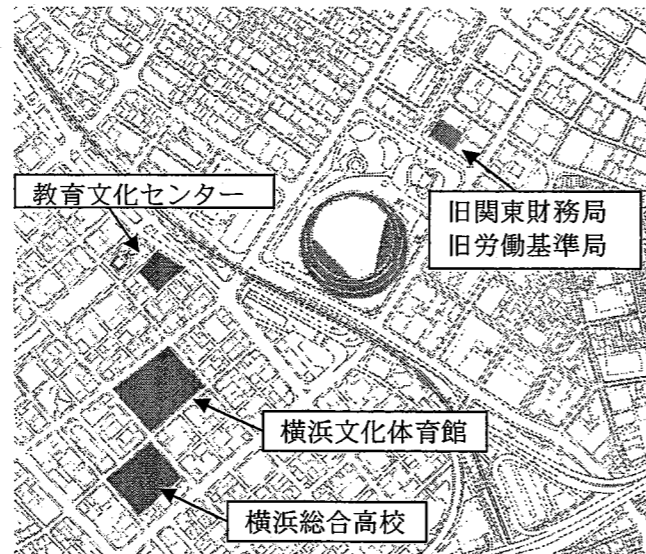 教育文化センター
旧関東財務局
旧労働基準局
横浜文化体育館
横浜総合高校